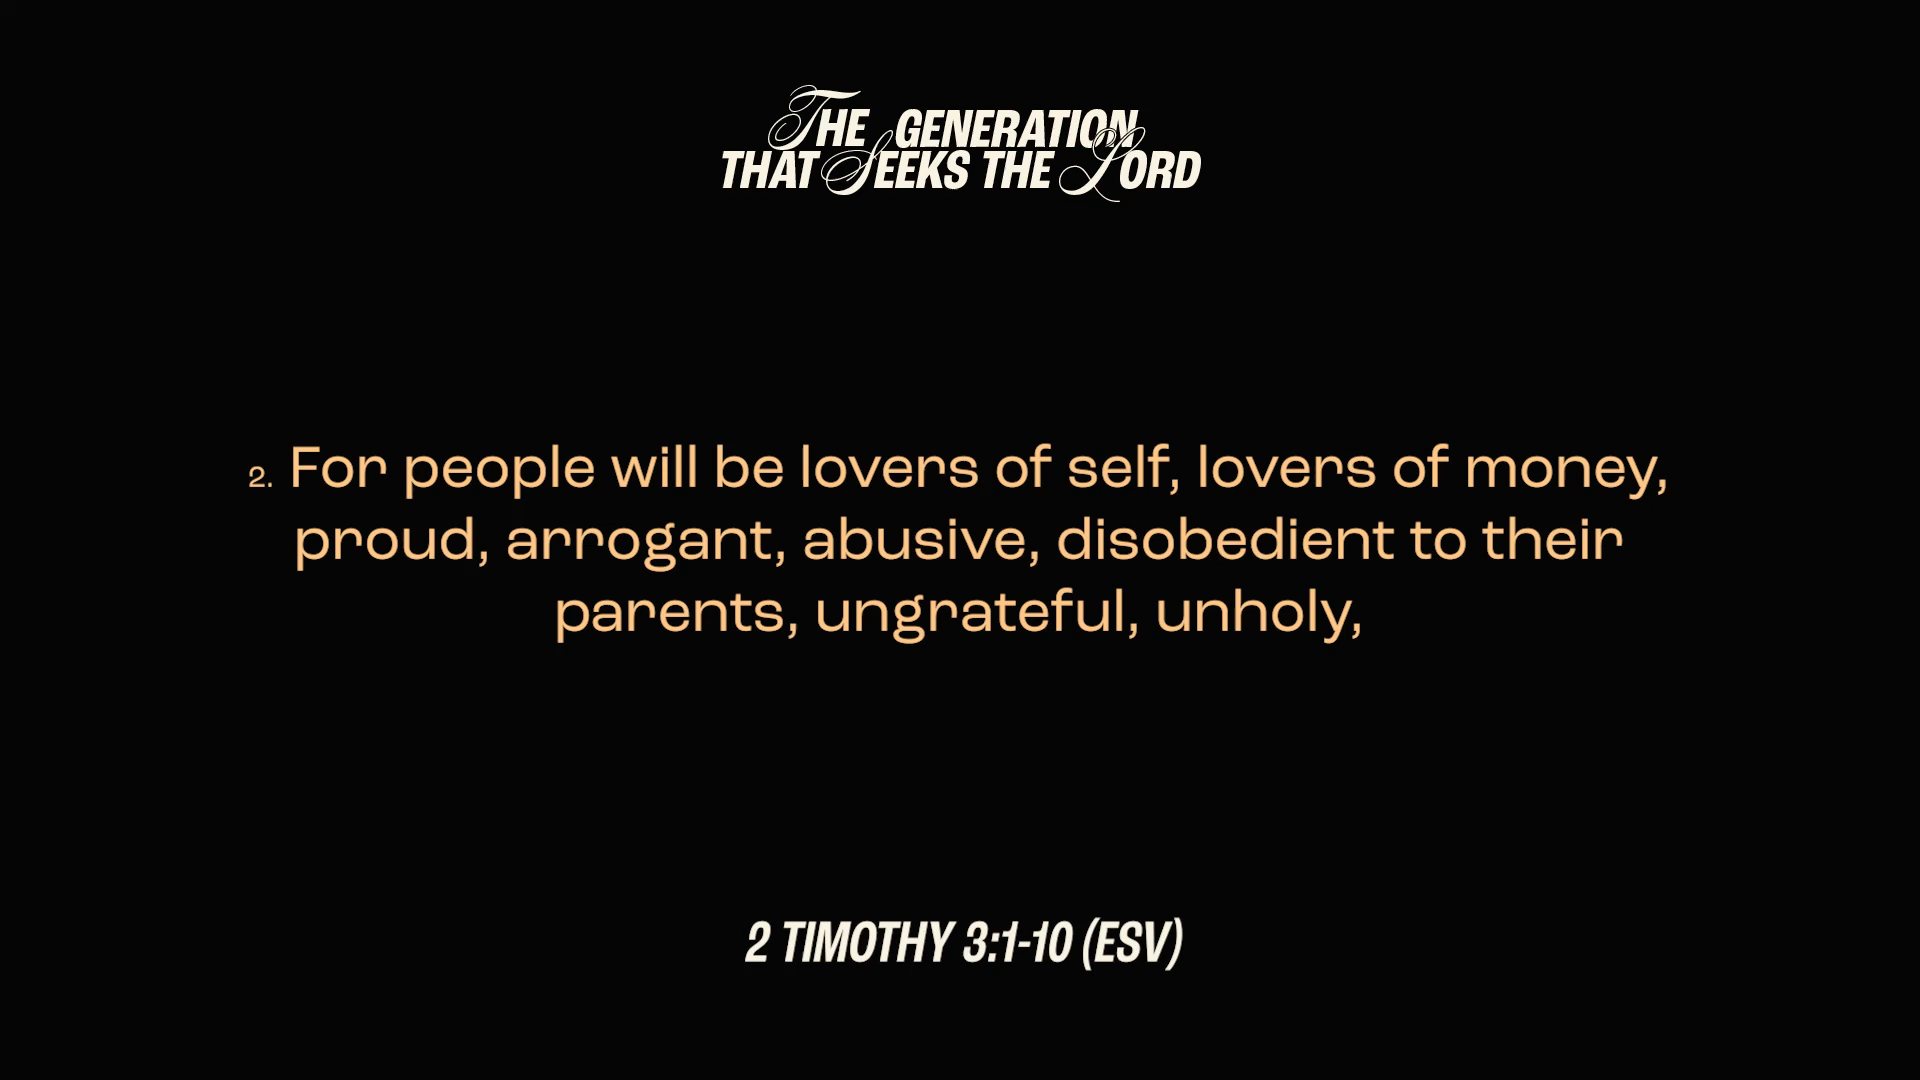 THE GENERATION
THAT SEEKS THE LORD
2. For people will be lovers of self, lovers of money,
proud, arrogant, abusive, disobedient to their
parents, ungrateful, unholy,
2 TIMOTHY 3:1-10 (ESV)